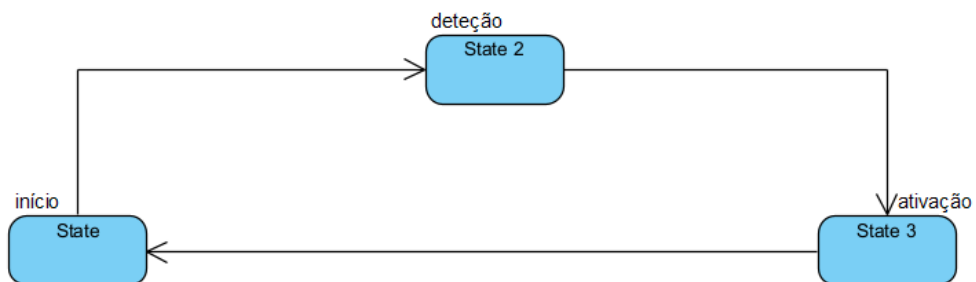 deteção
State 2
início
State
ativação
State 3